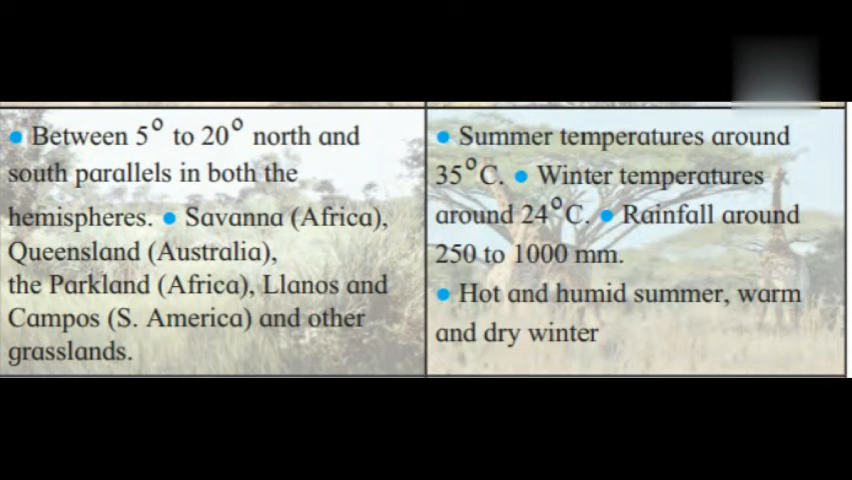 ● Between 5° to 20° north and
south parallels in both the
hemispheres. ● Savanna (Africa),
Queensland (Australia),
the Parkland (Africa), Llanos and
Campos (S. America) and other
grasslands.
● Summer temperatures around
35°C. ● Winter temperatures
around 24°C. ● Rainfall around
250 to 1000 mm.
● Hot and humid summer, warm
and dry winter